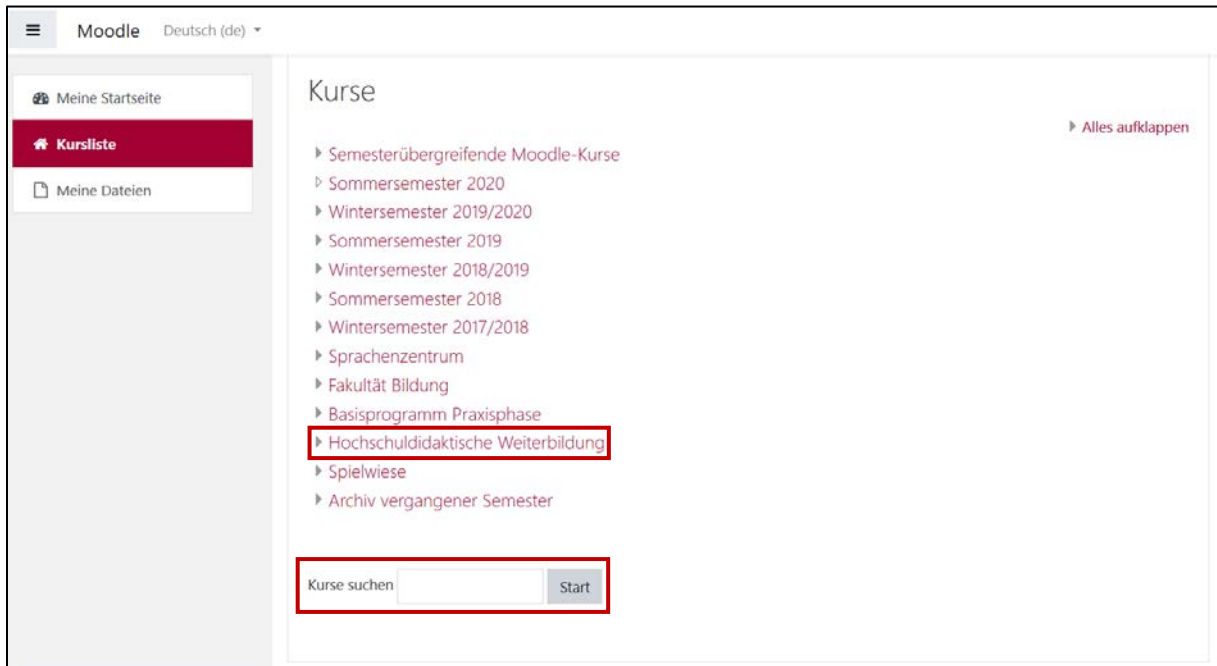 Moodle Deutsch (de)
Meine Startseite
Kursliste
Meine Dateien
Kurse
Alles aufklappen
Semesterübergreifende Moodle-Kurse
Sommersemester 2020
Wintersemester 2019/2020
Sommersemester 2019
Wintersemester 2018/2019
Sommersemester 2018
Wintersemester 2017/2018
Sprachenzentrum
Fakultät Bildung
Basisprogramm Praxisphase
Hochschuldidaktische Weiterbildung
Spielwiese
Archiv vergangener Semester
Kurse suchen Start